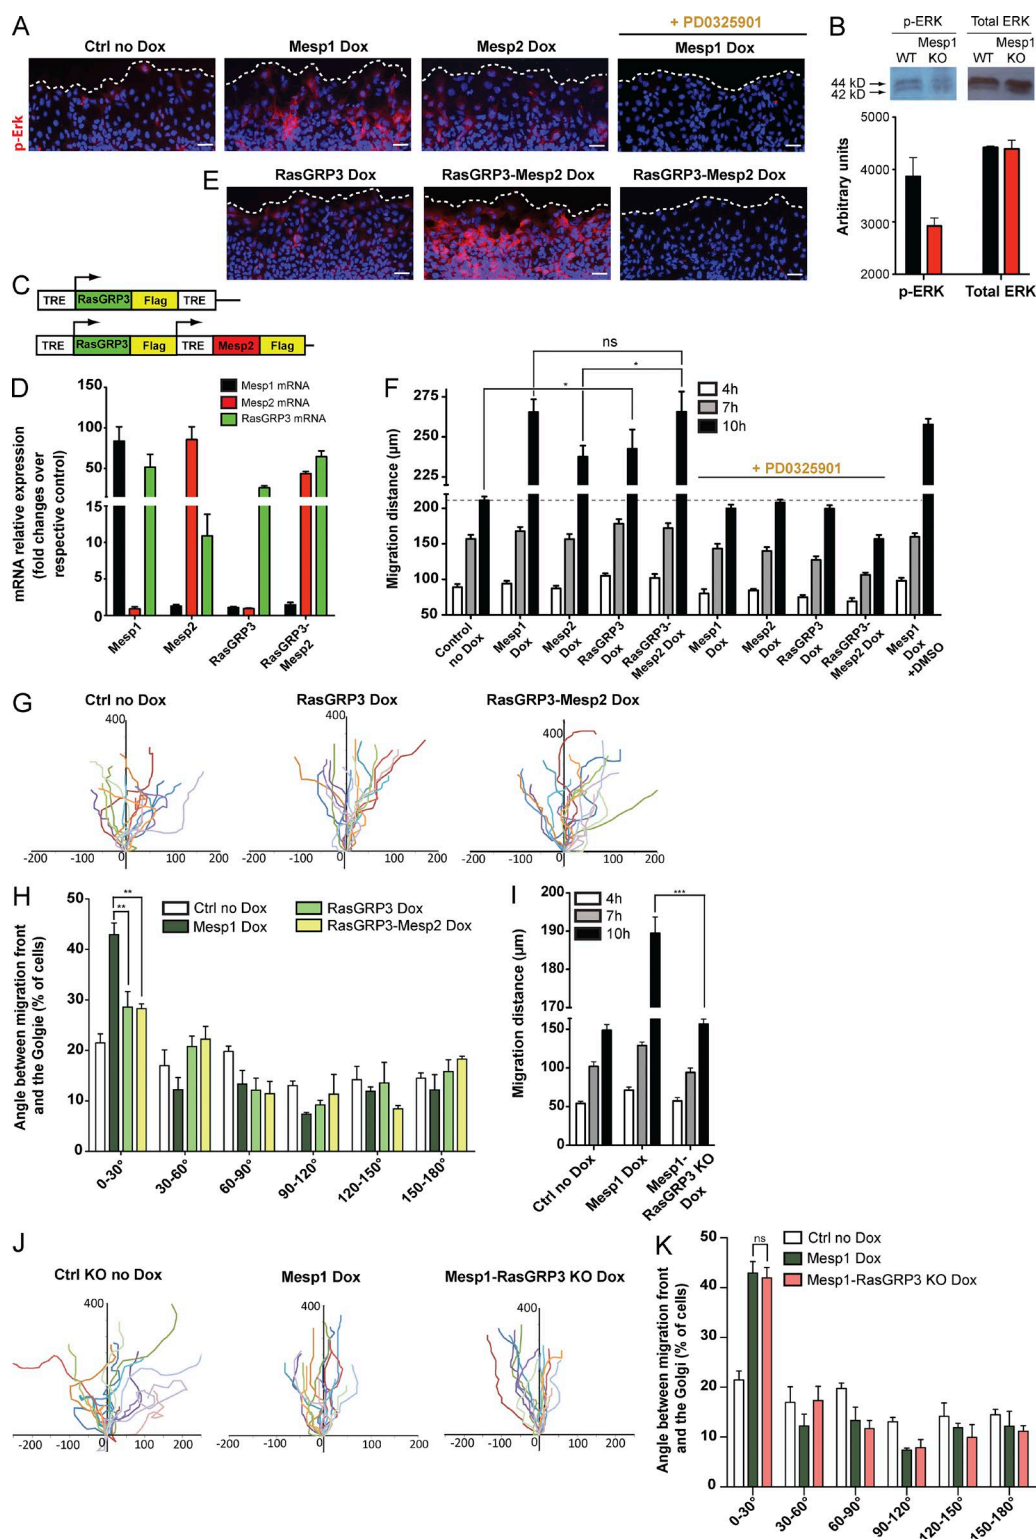 A
+ PD0325901
Ctrl no Dox
Mesp1 Dox
Mesp2 Dox
Mesp1 Dox
p-Erk
B
p-ERK
Total ERK
WT
Mesp1 KO
WT
Mesp1 KO
44 kD
42 kD
Arbitrary units
5000
4000
3000
2000
p-ERK
Total ERK
E
RasGRP3 Dox
RasGRP3-Mesp2 Dox
RasGRP3-Mesp2 Dox
C
TRE
RasGRP3
Flag
TRE
TRE
RasGRP3
Flag
TRE
Mesp2
Flag
D
mRNA relative expression
(fold changes over
respective control)
150
100
50
15
10
5
0
Mesp1 mRNA
Mesp2 mRNA
RasGRP3 mRNA
Mesp1
Mesp2
RasGRP3
RasGRP3-
Mesp2
F
Migration distance (µm)
275
250
225
200
150
100
50
ns
*
*
4h
7h
10h
+ PD0325901
Control
no Dox
Mesp1
Dox
Mesp2
Dox
RasGRP3
Dox
RasGRP3-
Mesp2 Dox
Mesp1
Dox
Mesp2
Dox
RasGRP3
Dox
RasGRP3-
Mesp2 Dox
Mesp1
Dox
+DMSO
G
Ctrl no Dox
RasGRP3 Dox
RasGRP3-Mesp2 Dox
400
-200
-100
0
100
200
400
-200
-100
0
100
200
400
-200
-100
0
100
200
H
Angle between migration front
and the Golgie (% of cells)
50
40
30
20
10
0
**
**
Ctrl no Dox
Mesp1 Dox
RasGRP3 Dox
RasGRP3-Mesp2 Dox
0-30°
30-60°
60-90°
90-120°
120-150°
150-180°
I
Migration distance (µm)
200
190
180
170
150
100
50
0
4h
7h
10h
***
Ctrl no Dox
Mesp1 Dox
Mesp1-
RasGRP3 KO
Dox
J
Ctrl KO no Dox
Mesp1 Dox
Mesp1-RasGRP3 KO Dox
400
-200
-100
0
100
200
400
-200
-100
0
100
200
400
-200
-100
0
100
200
K
Angle between migration front
and the Golgi (% of cells)
50
40
30
20
10
0
ns
Ctrl no Dox
Mesp1 Dox
Mesp1-RasGRP3 KO Dox
0-30°
30-60°
60-90°
90-120°
120-150°
150-180°